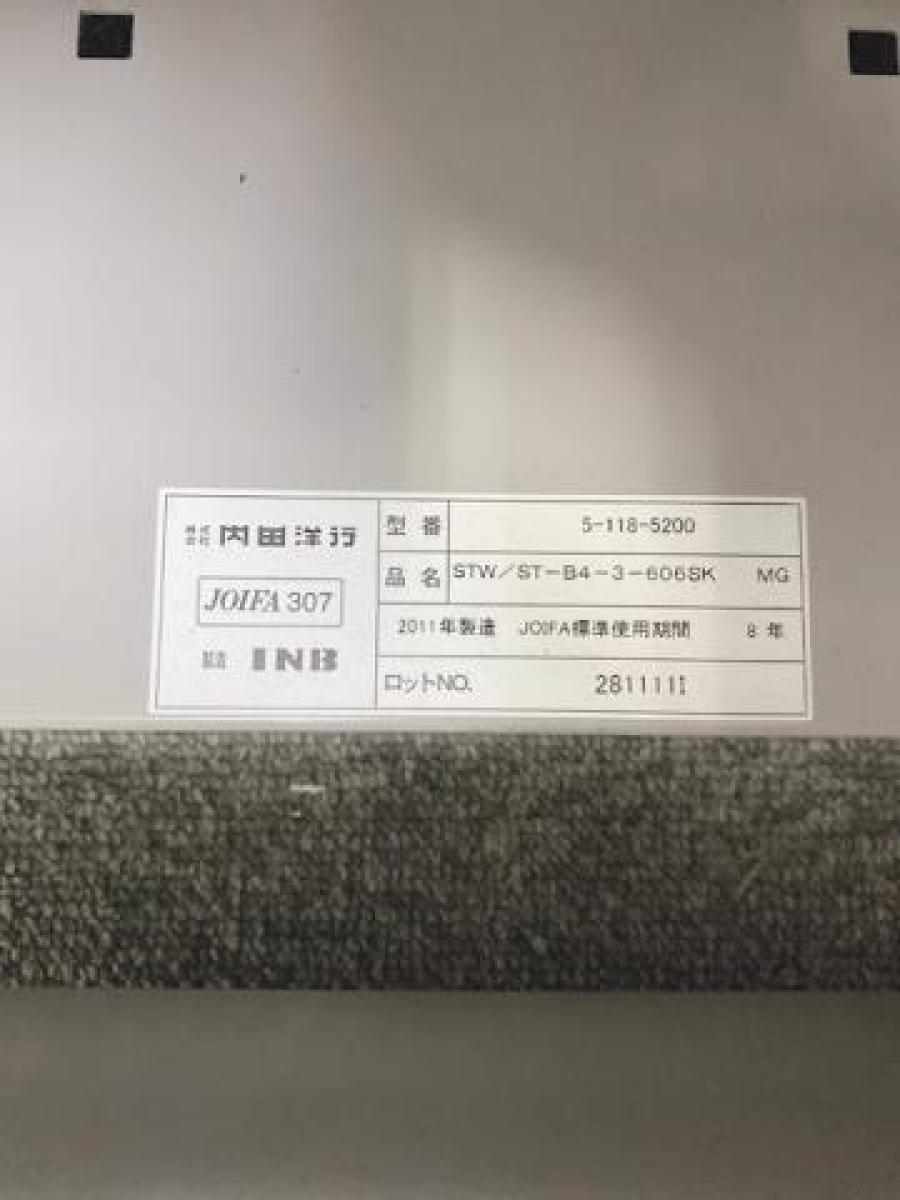 株式会社 内田洋行
JOIFA 307
製造 INB
型番 5-118-5200
品名 STW/ST-B4-3-606SK MG
2011年製造 JOIFA標準使用期間 8年
ロットNO.